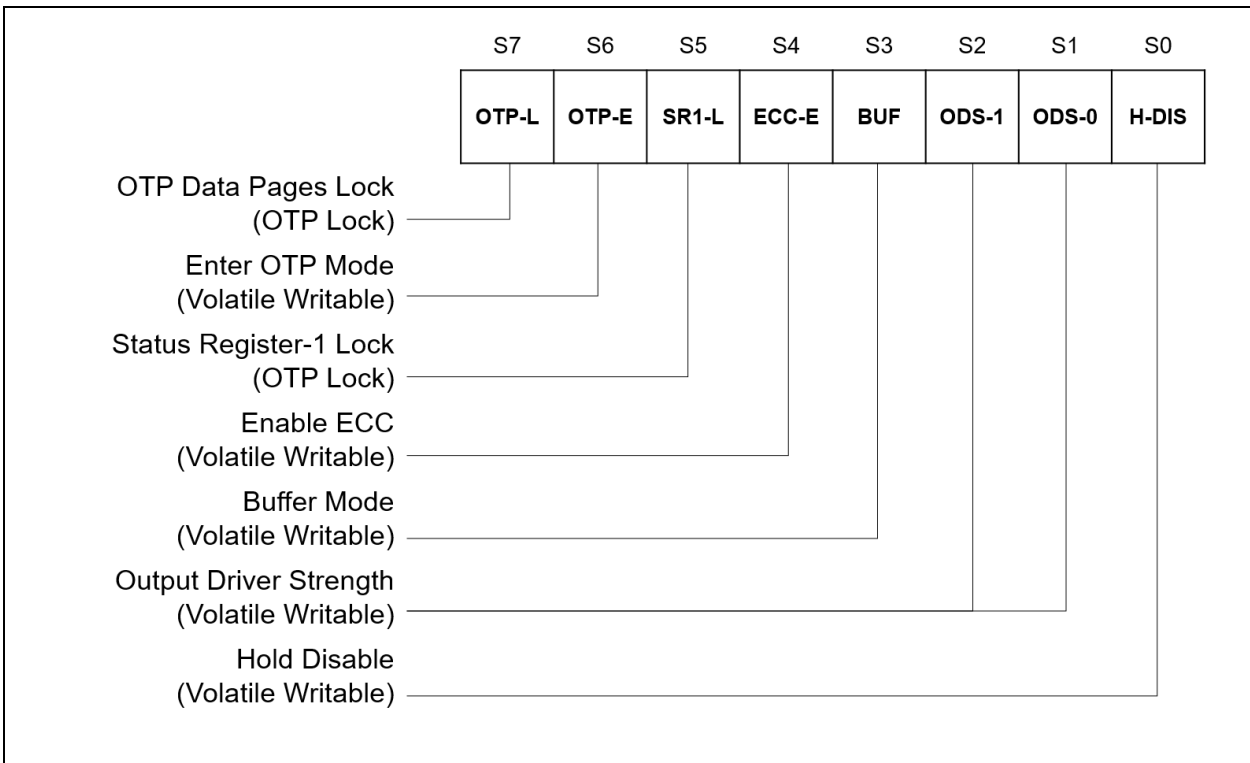 S7 S6 S5 S4 S3 S2 S1 S0
OTP-L OTP-E SR1-L ECC-E BUF ODS-1 ODS-0 H-DIS
OTP Data Pages Lock
(OTP Lock)
Enter OTP Mode
(Volatile Writable)
Status Register-1 Lock
(OTP Lock)
Enable ECC
(Volatile Writable)
Buffer Mode
(Volatile Writable)
Output Driver Strength
(Volatile Writable)
Hold Disable
(Volatile Writable)